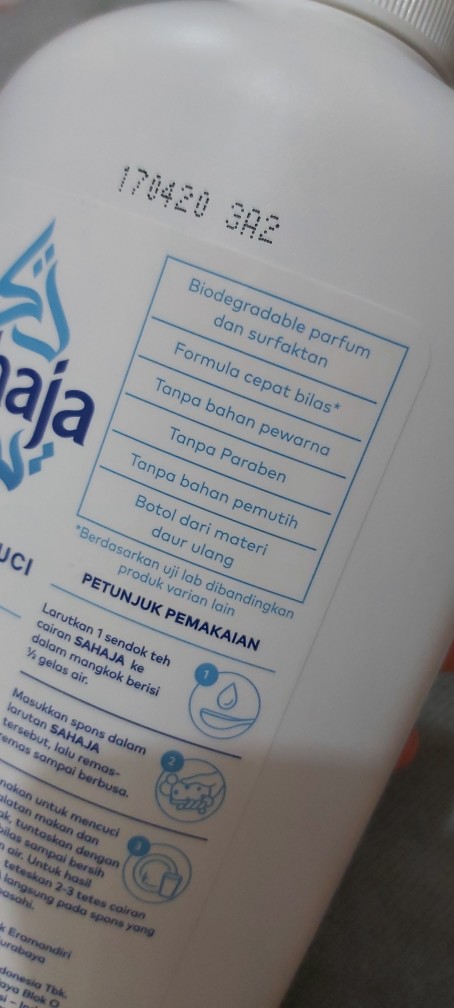 170420 3A2
haja
Biodegradable parfum
dan surfaktan
Formula cepat bilas*
Tanpa bahan pewarna
Tanpa Paraben
Tanpa bahan pemutih
Botol dari materi
daur ulang
*Berdasarkan uji lab dibandingkan
produk varian lain
UCI
PETUNJUK PEMAKAIAN
Larutkan 1 sendok teh
cairan SAHAJA ke
dalam mangkok berisi
½ gelas air.
1
Masukkan spons dalam
larutan SAHAJA
tersebut, lalu remas-
remas sampai berbusa.
2
nakan untuk mencuci
alatan makan dan
ak, tuntaskan dengan
bilas sampai bersih
n air. Untuk hasil
teteskan 2-3 tetes cairan
langsung pada spons yang
basahi.
3
k Eramandiri
urabaya
donesia Tbk.
aya Blok O